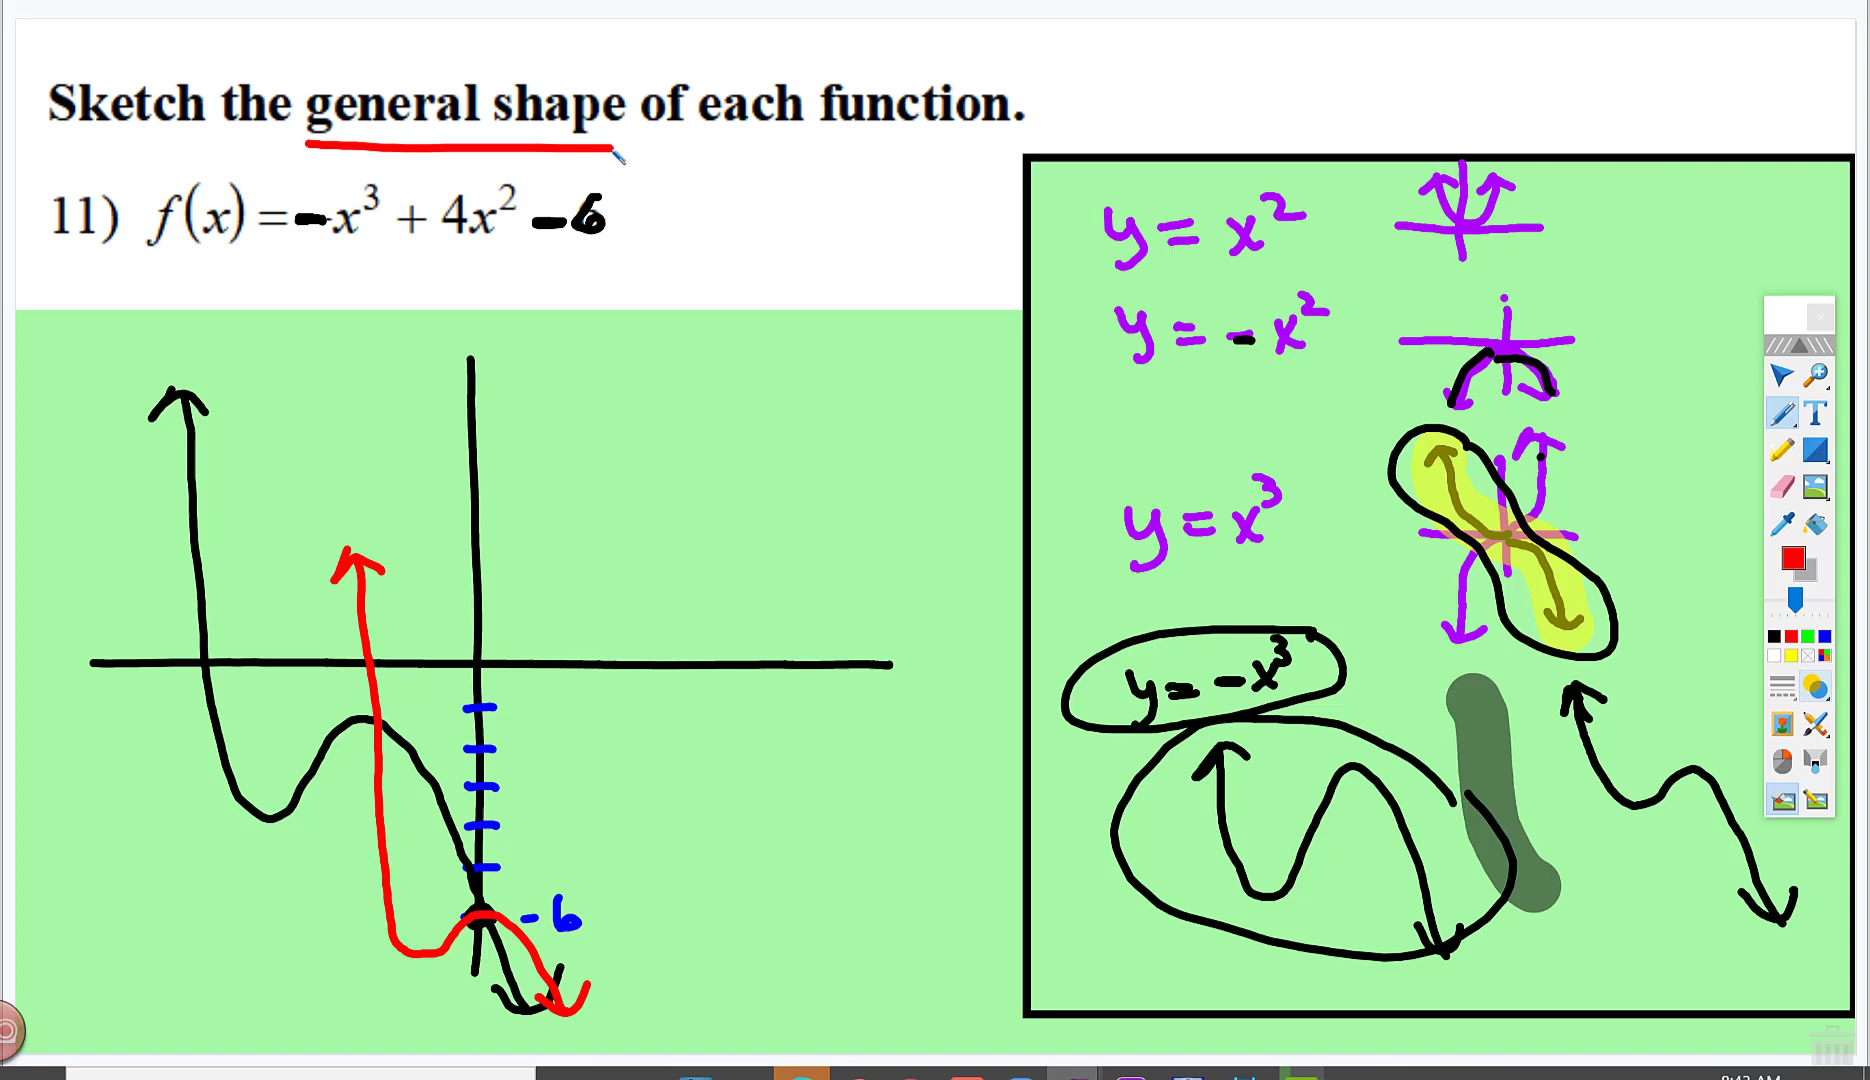 Sketch the general shape of each function.
11) f(x) = -x³ + 4x² - 6
y = x²
y = -x²
y = x³
y = -x³
- 6
T